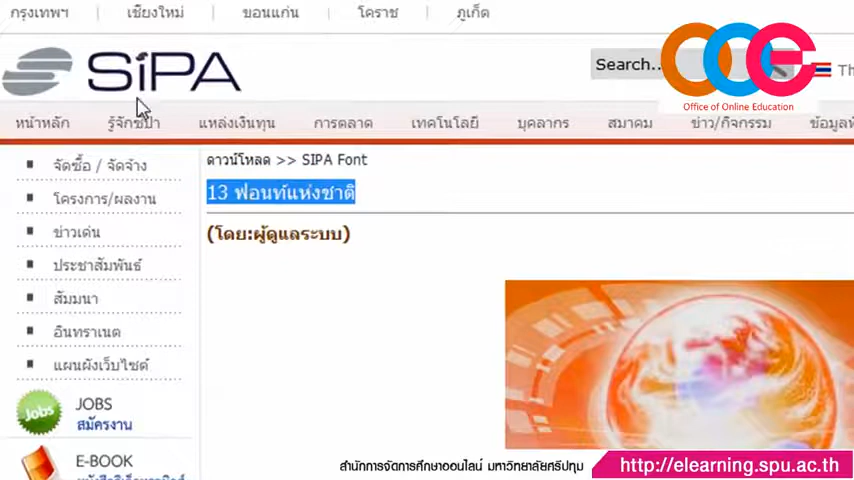 กรุงเทพฯ เชียงใหม่ ขอนแก่น โคราช ภูเก็ต
SiPA
Search..
Th
Office of Online Education
หน้าหลัก รู้จักซิป้า แหล่งเงินทุน การตลาด เทคโนโลยี บุคลากร สมาคม ข่าว/กิจกรรม ข้อมูลท
ดาวน์โหลด >> SIPA Font
13 ฟอนท์แห่งชาติ
(โดย:ผู้ดูแลระบบ)
จัดซื้อ / จัดจ้าง
โครงการ/ผลงาน
ข่าวเด่น
ประชาสัมพันธ์
สัมมนา
อินทราเนต
แผนผังเว็บไซต์
Jobs
JOBS
สมัครงาน
E-BOOK
สำนักการจัดการศึกษาออนไลน์ มหาวิทยาลัยศรีปทุม
http://elearning.spu.ac.th